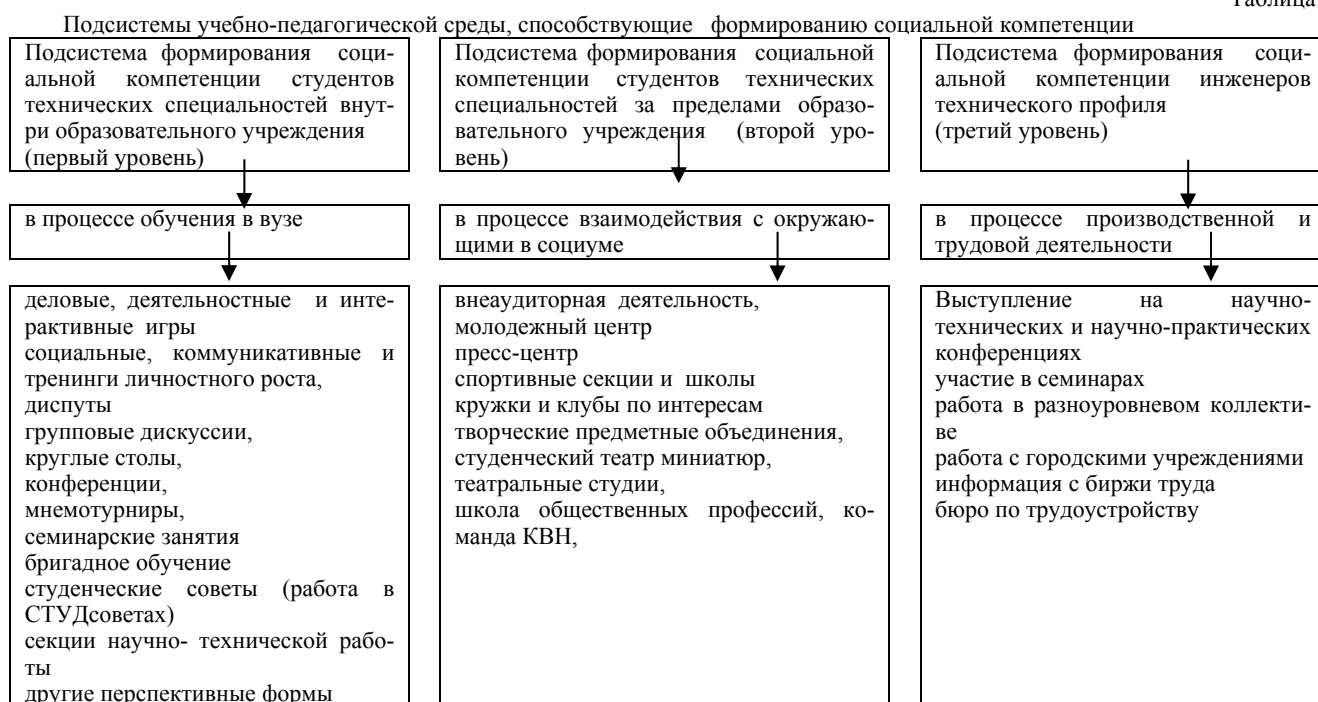 Таблица
Подсистемы учебно-педагогической среды, способствующие формированию социальной компетенции
Подсистема формирования соци-
альной компетенции студентов
технических специальностей внут-
ри образовательного учреждения
(первый уровень)
Подсистема формирования социальной
компетенции студентов технических
специальностей за пределами образо-
вательного учреждения (второй уро-
вень)
Подсистема формирования соци-
альной компетенции инженеров
технического профиля
(третий уровень)
в процессе обучения в вузе
в процессе взаимодействия с окружаю-
щими в социуме
в процессе производственной и
трудовой деятельности
деловые, деятельностные и инте-
рактивные игры
социальные, коммуникативные и
тренинги личностного роста,
диспуты
групповые дискуссии,
круглые столы,
конференции,
мнемотурниры,
семинарские занятия
бригадное обучение
студенческие советы (работа в
СТУДсоветах)
секции научно- технической рабо-
ты
другие перспективные формы
внеаудиторная деятельность,
молодежный центр
пресс-центр
спортивные секции и школы
кружки и клубы по интересам
творческие предметные объединения,
студенческий театр миниатюр,
театральные студии,
школа общественных профессий, ко-
манда КВН,
Выступление на научно-
технических и научно-практических
конференциях
участие в семинарах
работа в разноуровневом коллекти-
ве
работа с городскими учреждениями
информация с биржи труда
бюро по трудоустройству